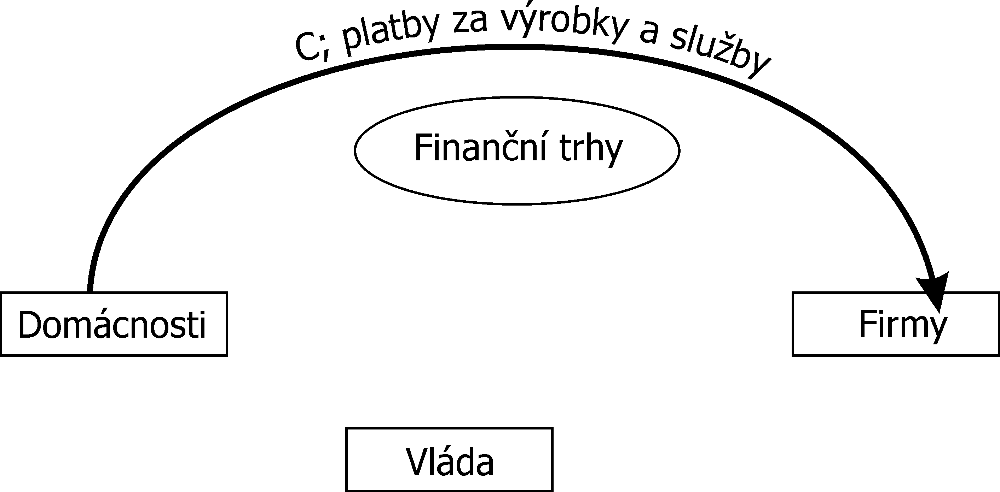 C; platby za výrobky a služby
Finanční trhy
Domácnosti
Firmy
Vláda